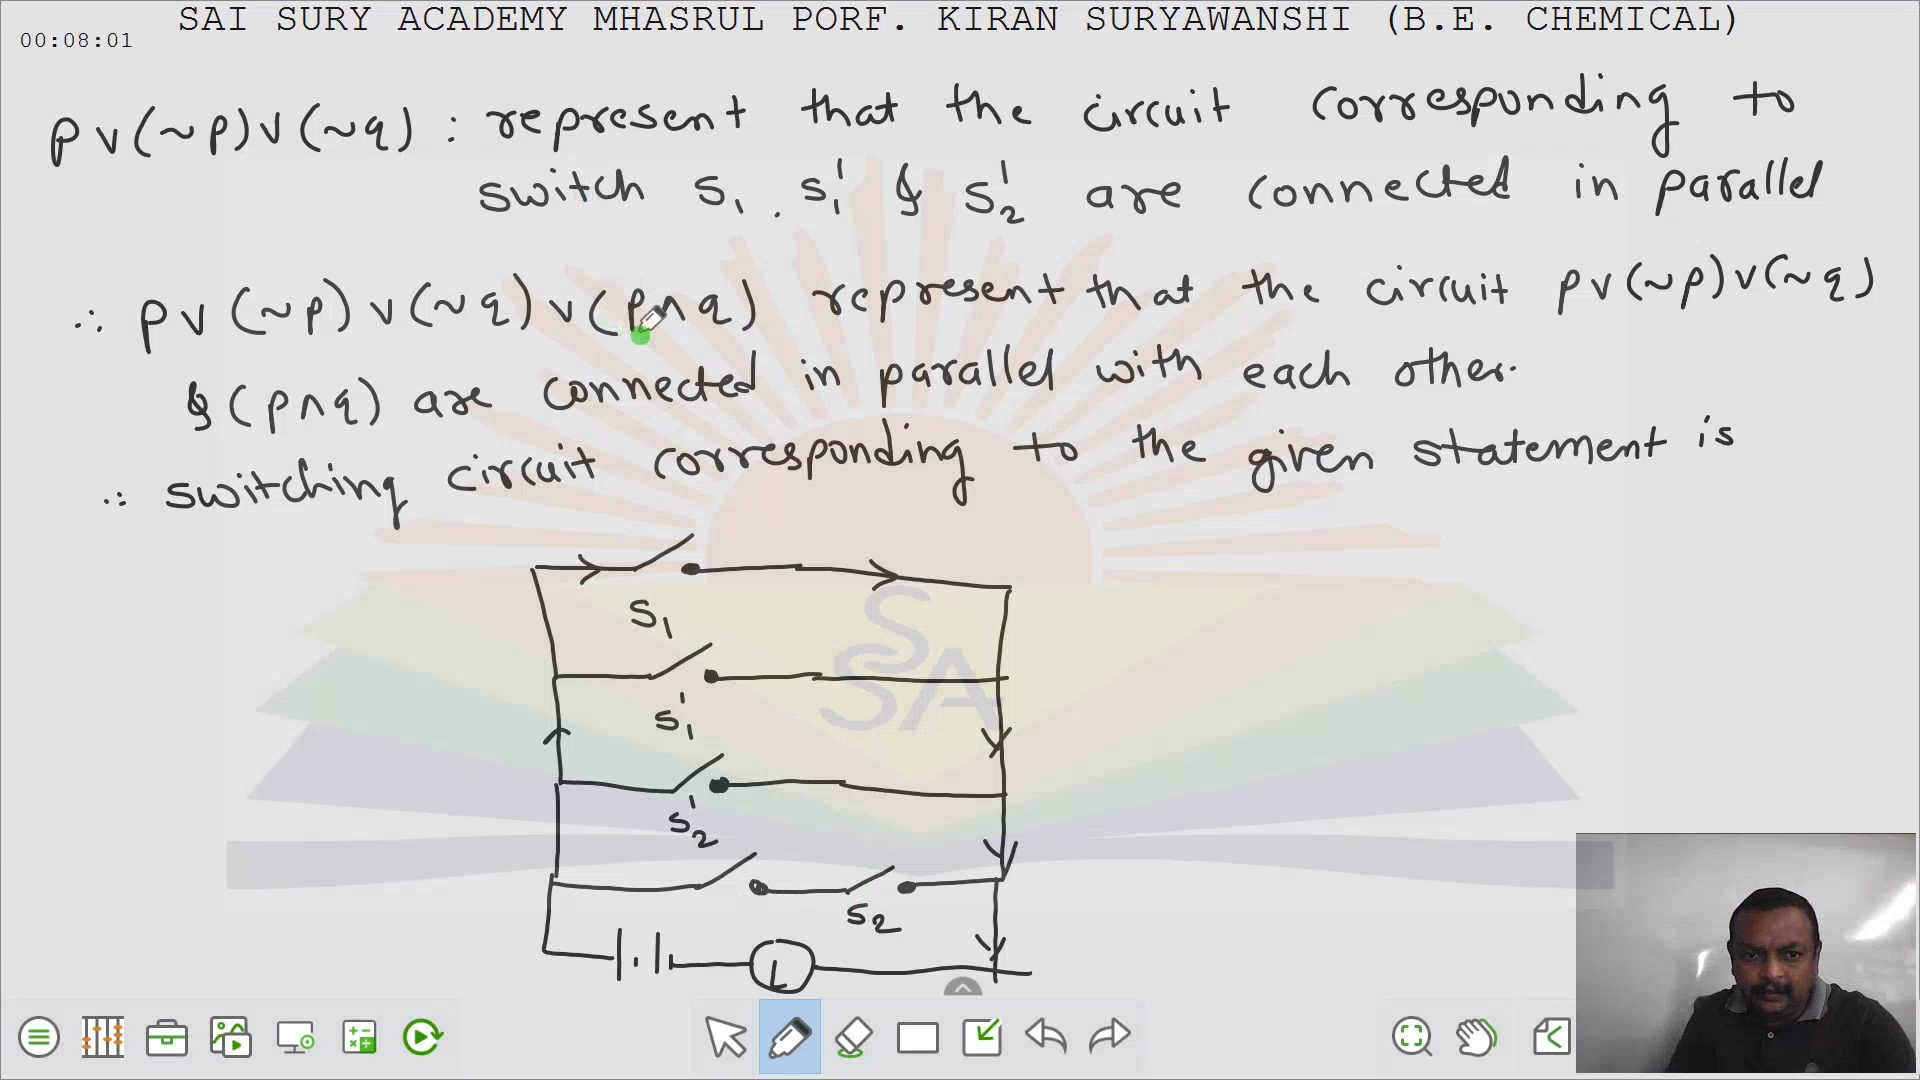 SAI SURY ACADEMY MHASRUL PORF. KIRAN SURYAWANSHI (B.E. CHEMICAL)
00:08:01
p∨(~p)∨(~q) : represent that the circuit corresponding to
switch S₁, S₁' & S₂' are connected in parallel
∴ p∨(~p)∨(~q)∨(p∧q) represent that the circuit p∨(~p)∨(~q)
& (p∧q) are connected in parallel with each other.
∴ switching circuit corresponding to the given statement is
S₁
SSA
S₁'
S₂'
S₂
L